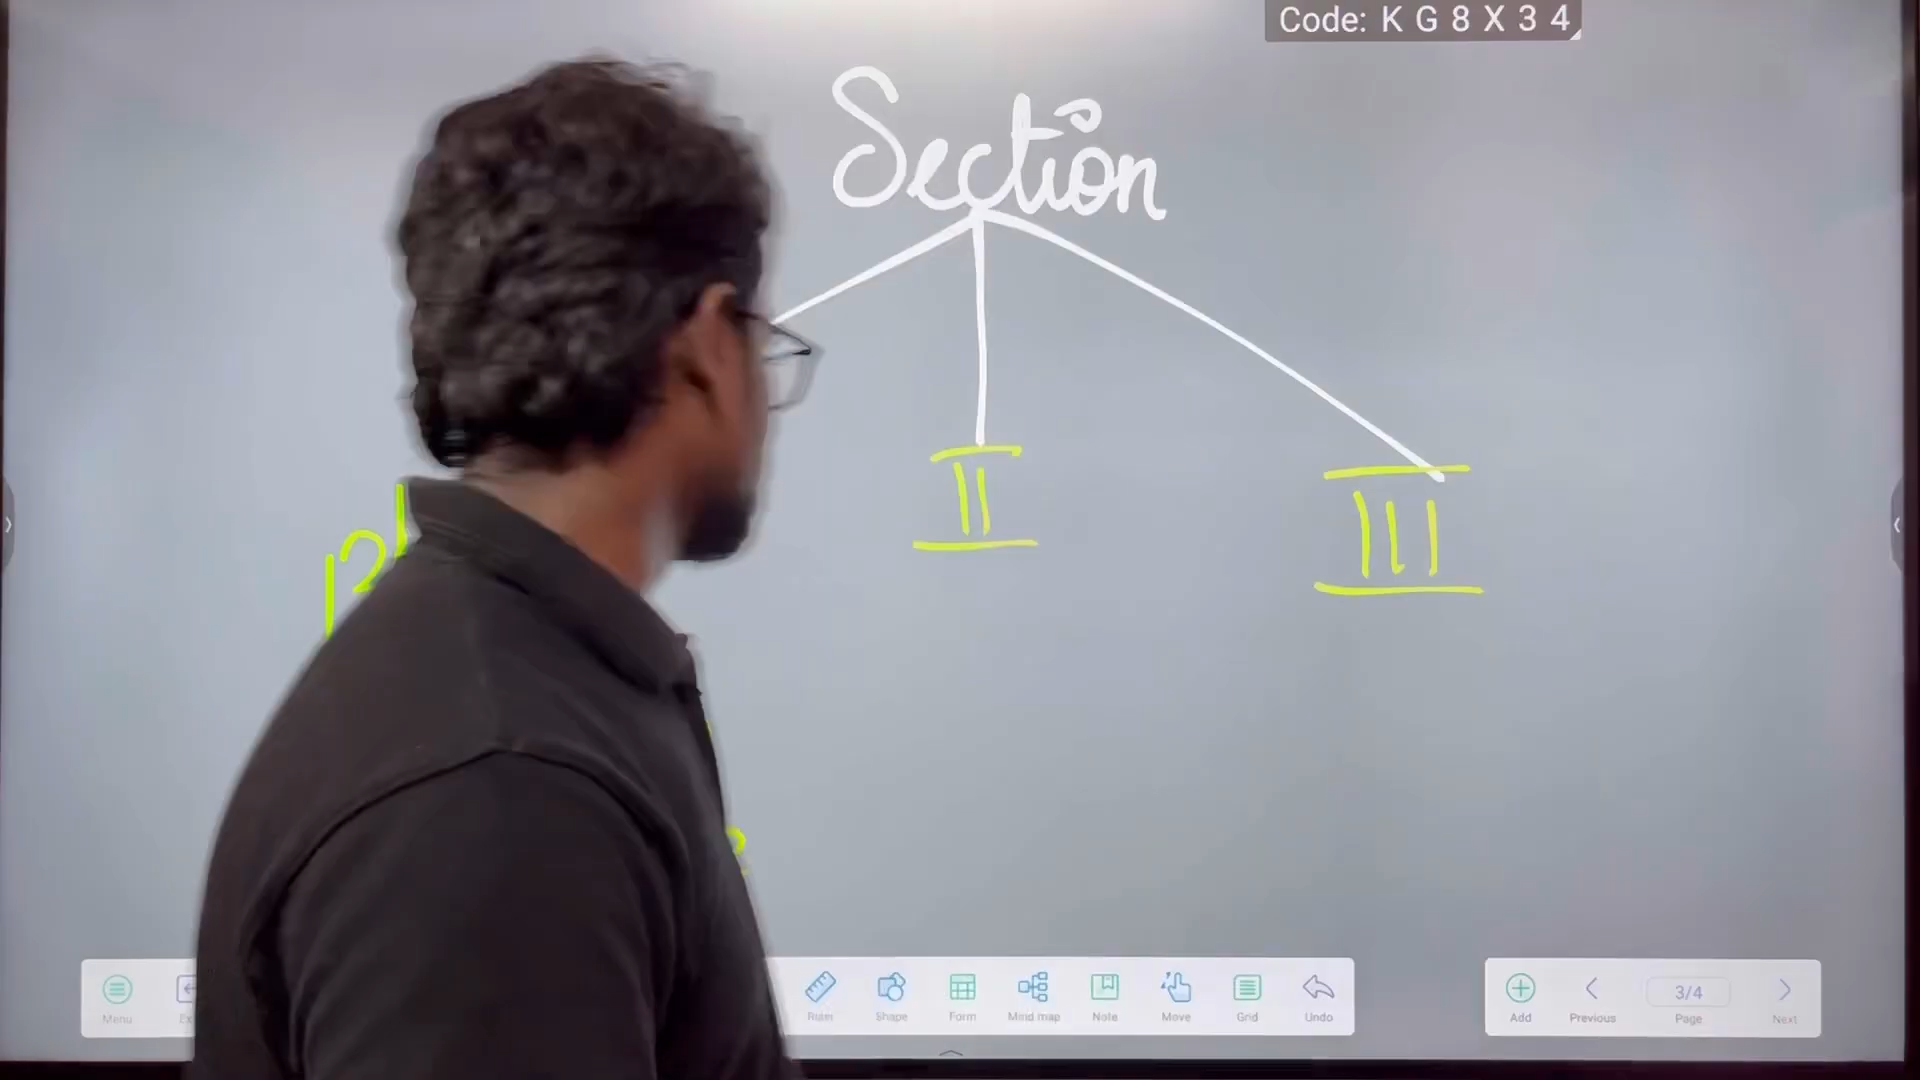 Code: K G 8 X 3 4
Section
II
III
Menu
Ruler
Shape
Form
Mind map
Note
Move
Grid
Undo
Add
Previous
3/4
Page
Next